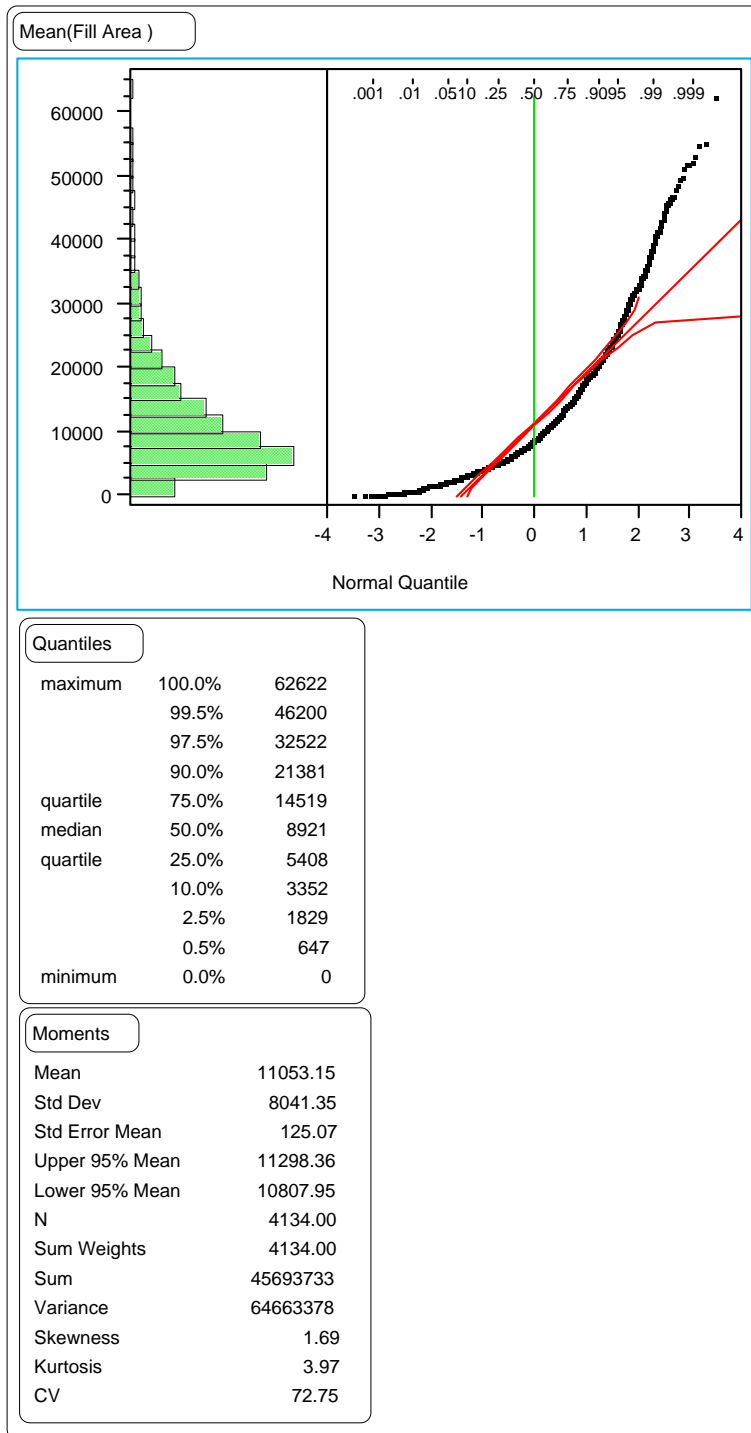 Mean(Fill Area )
.001 .01 .0510 .25 .50 .75 .9095 .99 .999
60000
50000
40000
30000
20000
10000
0
-4 -3 -2 -1 0 1 2 3 4
Normal Quantile
Quantiles
maximum 100.0% 62622
99.5% 46200
97.5% 32522
90.0% 21381
quartile 75.0% 14519
median 50.0% 8921
quartile 25.0% 5408
10.0% 3352
2.5% 1829
0.5% 647
minimum 0.0% 0
Moments
Mean 11053.15
Std Dev 8041.35
Std Error Mean 125.07
Upper 95% Mean 11298.36
Lower 95% Mean 10807.95
N 4134.00
Sum Weights 4134.00
Sum 45693733
Variance 64663378
Skewness 1.69
Kurtosis 3.97
CV 72.75